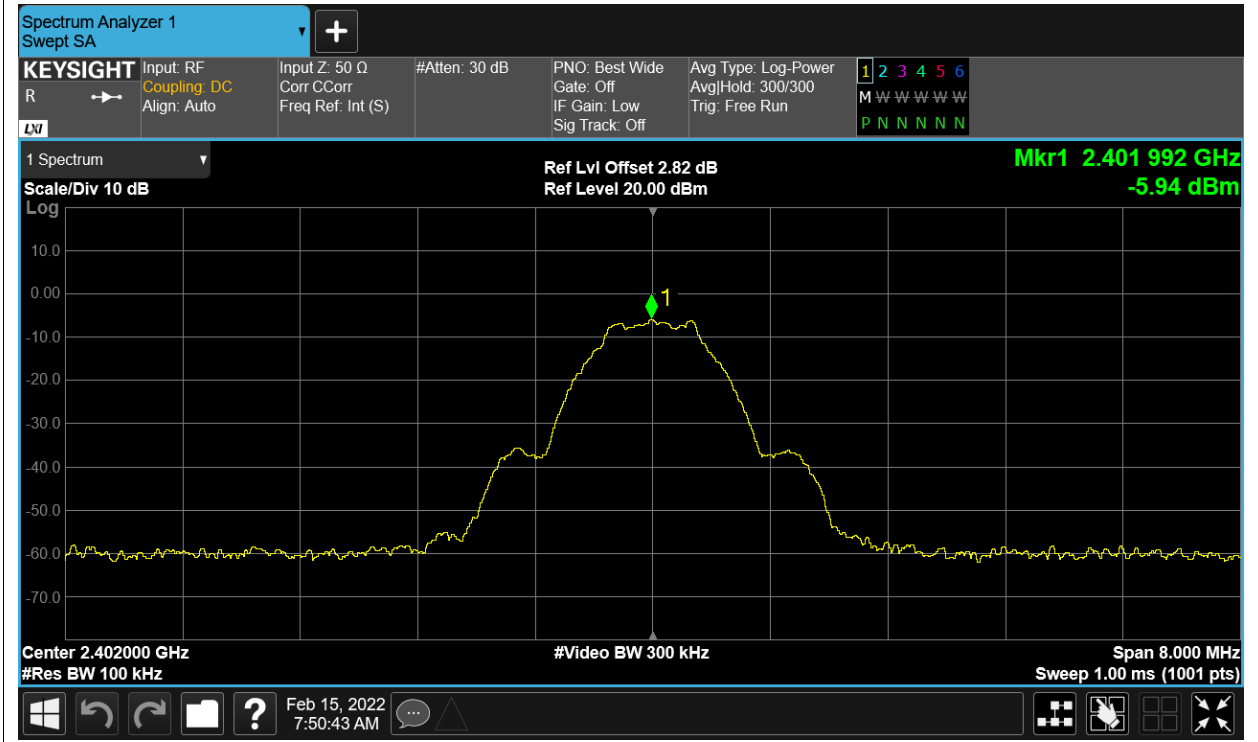 Spectrum Analyzer 1
Swept SA
KEYSIGHT
R
LXI
Input: RF
Coupling: DC
Align: Auto
Input Z: 50 Ω
Corr CCorr
Freq Ref: Int (S)
#Atten: 30 dB
PNO: Best Wide
Gate: Off
IF Gain: Low
Sig Track: Off
Avg Type: Log-Power
Avg|Hold: 300/300
Trig: Free Run
1 2 3 4 5 6
M W W W W W
P N N N N N
1 Spectrum
Scale/Div 10 dB
Log
Ref Lvl Offset 2.82 dB
Ref Level 20.00 dBm
Mkr1 2.401 992 GHz
-5.94 dBm
10.0
0.00
-10.0
-20.0
-30.0
-40.0
-50.0
-60.0
-70.0
1
Center 2.402000 GHz
#Res BW 100 kHz
#Video BW 300 kHz
Span 8.000 MHz
Sweep 1.00 ms (1001 pts)
?
Feb 15, 2022
7:50:43 AM